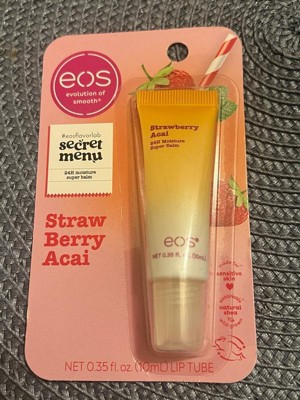 eos
evolution of
smooth®
#eosflavorlab
secret
menu
24H moisture
super balm
Straw
Berry
Acai
Strawberry
Acai
24H Moisture
Super Balm
eos®
NET 0.35 fl. oz. (10mL)
sensitive skin
natural
shea
NET 0.35 fl. oz. (10mL) LIP TUBE